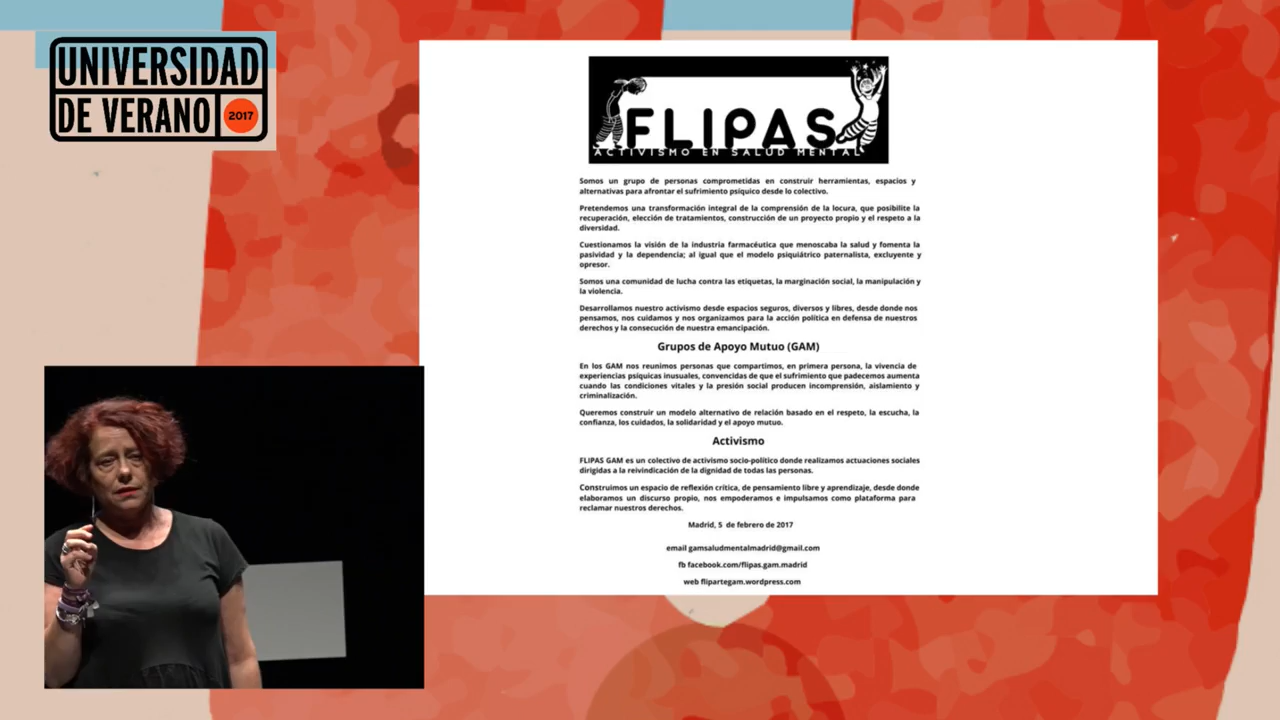 UNIVERSIDAD
DE VERANO 2017
FLIPAS
ACTIVISMO EN SALUD MENTAL
Somos un grupo de personas comprometidas en construir herramientas, espacios y
alternativas para afrontar el sufrimiento psíquico desde lo colectivo.
Pretendemos una transformación integral de la comprensión de la locura, que posibilite la
recuperación, elección de tratamientos, construcción de un proyecto propio y el respeto a la
diversidad.
Cuestionamos la visión de la industria farmacéutica que menoscaba la salud y fomenta la
pasividad y la dependencia; al igual que el modelo psiquiátrico paternalista, excluyente y
opresor.
Somos una comunidad de lucha contra las etiquetas, la marginación social, la manipulación y
la violencia.
Desarrollamos nuestro activismo desde espacios seguros, diversos y libres, desde donde nos
pensamos, nos cuidamos y nos organizamos para la acción política en defensa de nuestros
derechos y la consecución de nuestra emancipación.
Grupos de Apoyo Mutuo (GAM)
En los GAM nos reunimos personas que compartimos, en primera persona, la vivencia de
experiencias psíquicas inusuales, convencidas de que el sufrimiento que padecemos aumenta
cuando las condiciones vitales y la presión social producen incomprensión, aislamiento y
criminalización.
Queremos construir un modelo alternativo de relación basado en el respeto, la escucha, la
confianza, los cuidados, la solidaridad y el apoyo mutuo.
Activismo
FLIPAS GAM es un colectivo de activismo socio-político donde realizamos actuaciones sociales
dirigidas a la reivindicación de la dignidad de todas las personas.
Construimos un espacio de reflexión crítica, de pensamiento libre y aprendizaje, desde donde
elaboramos un discurso propio, nos empoderamos e impulsamos como plataforma para
reclamar nuestros derechos.
Madrid, 5 de febrero de 2017
email gamsaludmentalmadrid@gmail.com
fb facebook.com/flipas.gam.madrid
web flipartegam.wordpress.com